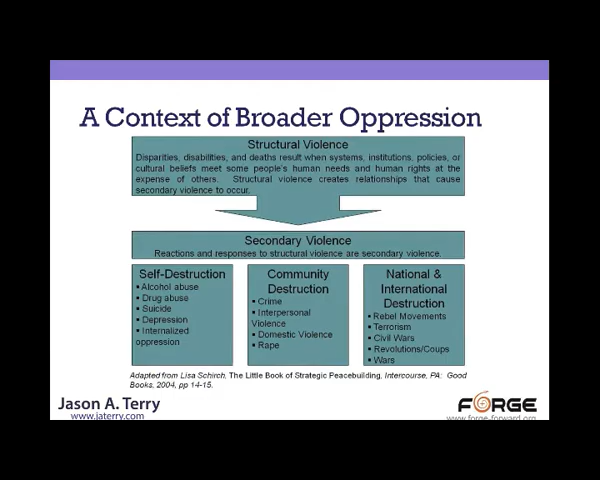 A Context of Broader Oppression
Structural Violence
Disparities, disabilities, and deaths result when systems, institutions, policies, or
cultural beliefs meet some people's human needs and human rights at the
expense of others. Structural violence creates relationships that cause
secondary violence to occur.
Secondary Violence
Reactions and responses to structural violence are secondary violence.
Self-Destruction
▪ Alcohol abuse
▪ Drug abuse
▪ Suicide
▪ Depression
▪ Internalized
oppression
Community
Destruction
▪ Crime
▪ Interpersonal
Violence
▪ Domestic Violence
▪ Rape
National &
International
Destruction
▪ Rebel Movements
▪ Terrorism
▪ Civil Wars
▪ Revolutions/Coups
▪ Wars
Adapted from Lisa Schirch, The Little Book of Strategic Peacebuilding, Intercourse, PA: Good
Books, 2004, pp 14-15.
Jason A. Terry
www.jaterry.com
FORGE
www.forge-forward.org